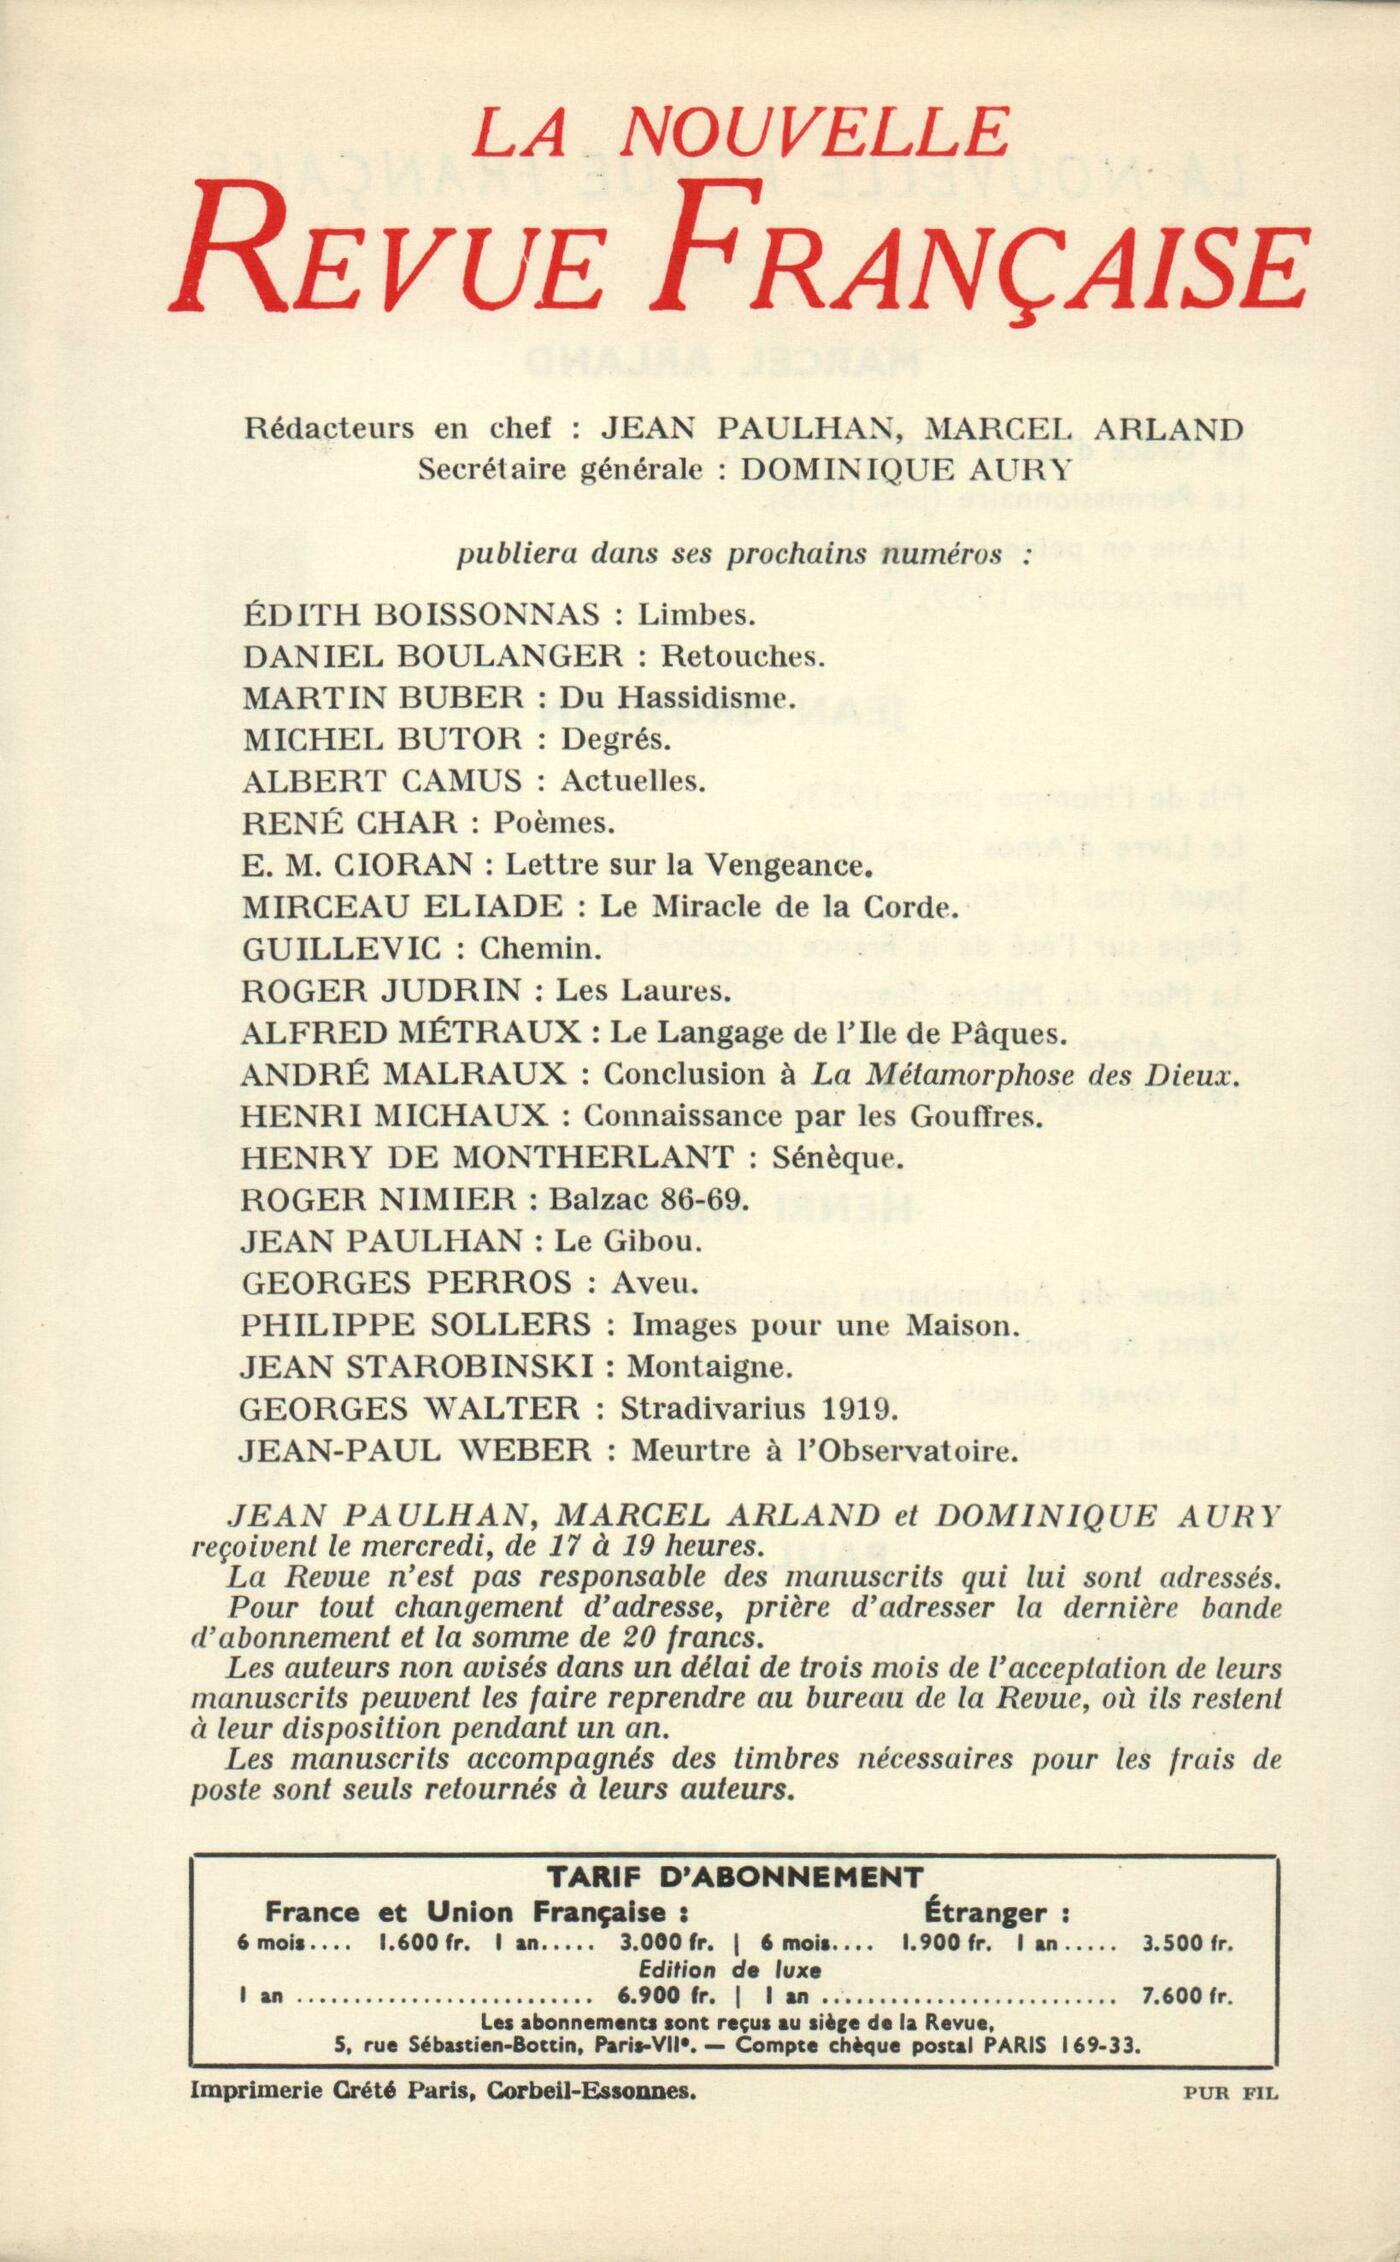 LA NOUVELLE
REVUE FRANÇAISE
Rédacteurs en chef : JEAN PAULHAN, MARCEL ARLAND
Secrétaire générale : DOMINIQUE AURY
publiera dans ses prochains numéros :
ÉDITH BOISSONNAS : Limbes.
DANIEL BOULANGER : Retouches.
MARTIN BUBER : Du Hassidisme.
MICHEL BUTOR : Degrés.
ALBERT CAMUS : Actuelles.
RENÉ CHAR : Poèmes.
E. M. CIORAN : Lettre sur la Vengeance.
MIRCEAU ELIADE : Le Miracle de la Corde.
GUILLEVIC : Chemin.
ROGER JUDRIN : Les Laures.
ALFRED MÉTRAUX : Le Langage de l'Ile de Pâques.
ANDRÉ MALRAUX : Conclusion à La Métamorphose des Dieux.
HENRI MICHAUX : Connaissance par les Gouffres.
HENRY DE MONTHERLANT : Sénèque.
ROGER NIMIER : Balzac 86-69.
JEAN PAULHAN : Le Gibou.
GEORGES PERROS : Aveu.
PHILIPPE SOLLERS : Images pour une Maison.
JEAN STAROBINSKI : Montaigne.
GEORGES WALTER : Stradivarius 1919.
JEAN-PAUL WEBER : Meurtre à l'Observatoire.
JEAN PAULHAN, MARCEL ARLAND et DOMINIQUE AURY
reçoivent le mercredi, de 17 à 19 heures.
La Revue n'est pas responsable des manuscrits qui lui sont adressés.
Pour tout changement d'adresse, prière d'adresser la dernière bande
d'abonnement et la somme de 20 francs.
Les auteurs non avisés dans un délai de trois mois de l'acceptation de leurs
manuscrits peuvent les faire reprendre au bureau de la Revue, où ils restent
à leur disposition pendant un an.
Les manuscrits accompagnés des timbres nécessaires pour les frais de
poste sont seuls retournés à leurs auteurs.
TARIF D'ABONNEMENT
France et Union Française : Étranger :
6 mois.... 1.600 fr. 1 an..... 3.000 fr. | 6 mois.... 1.900 fr. 1 an..... 3.500 fr.
Edition de luxe
1 an .......................... 6.900 fr. | 1 an .......................... 7.600 fr.
Les abonnements sont reçus au siège de la Revue,
5, rue Sébastien-Bottin, Paris-VIIe. — Compte chèque postal PARIS 169-33.
Imprimerie Crété Paris, Corbeil-Essonnes. PUR FIL